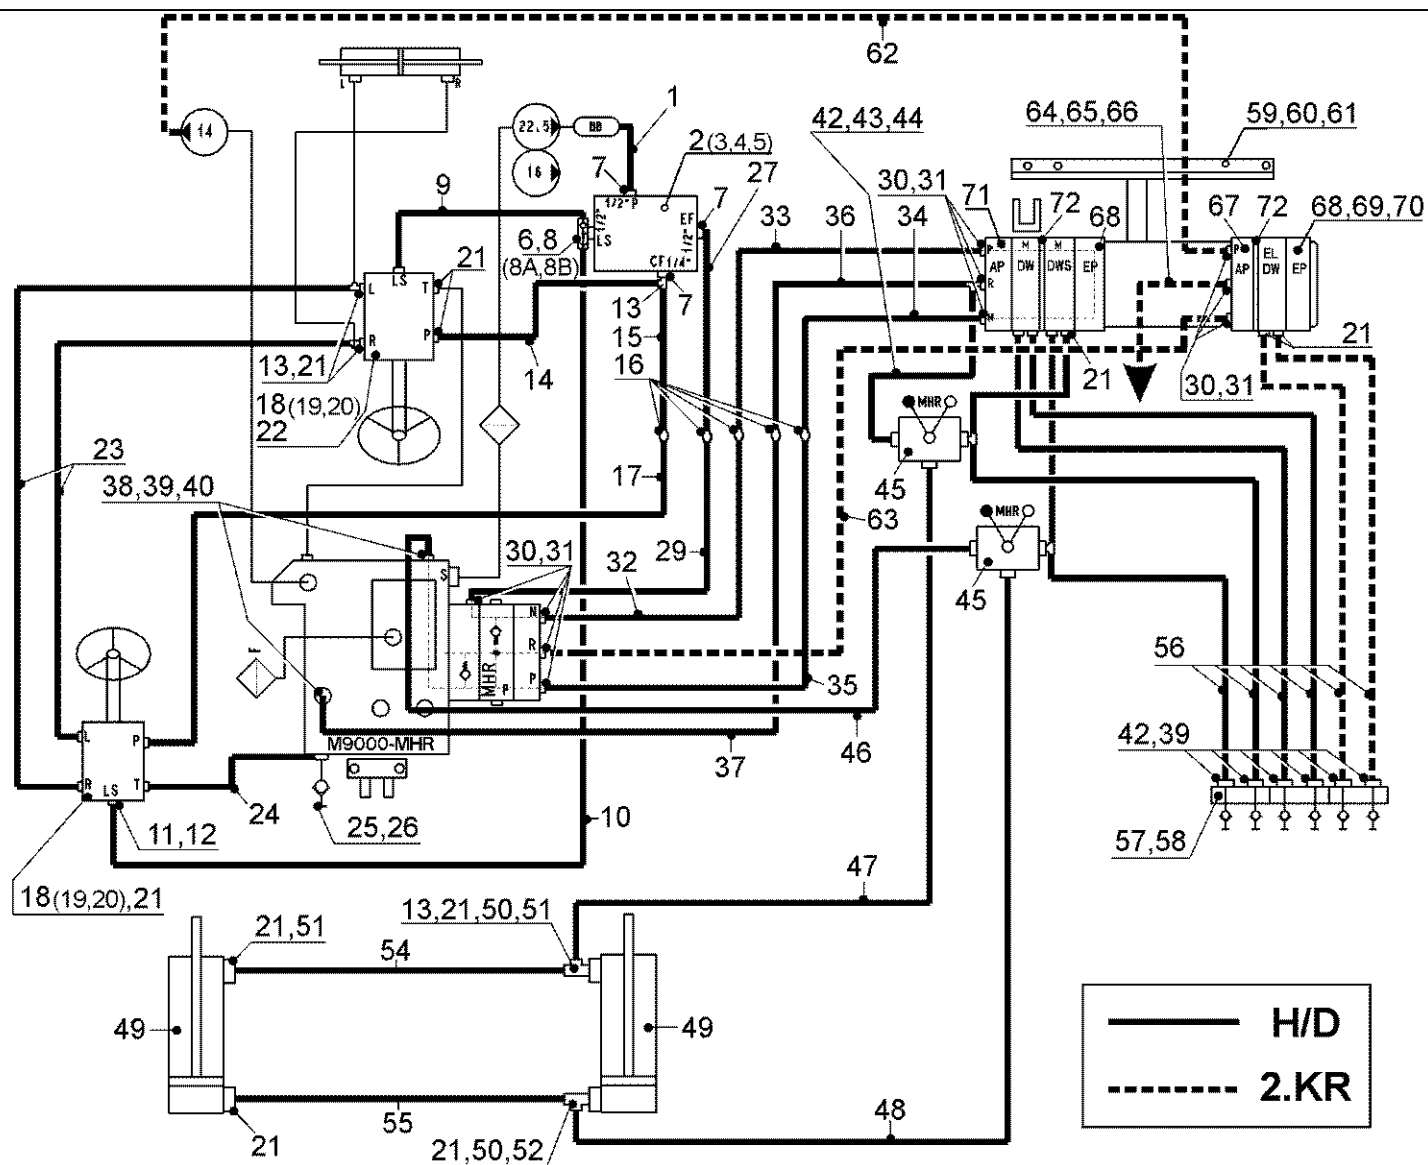 62
1
14
L
R
22.5
BB
16
2(3,4,5)
42,43,44
64,65,66
59,60,61
7
1/2" P
7
27
30,31
71
72
68
67
72
68,69,70
9
1/2"
LS
EF
1/2"
CF 1/4"
33
36
34
6,8
(8A,8B)
P
AP
R
N
M
DW
M
DWS
EP
P
AP
EL
DW
EP
21
L
LS
T
R
P
13
7
15
14
16
13,21
18(19,20)
22
21
30,31
21
MHR
45
23
38,39,40
17
63
MHR
45
29
30,31
32
S
N
R
P
MHR
P
F
35
56
L
P
R
T
LS
M9000-MHR
37
46
42,39
24
25,26
11,12
10
57,58
18(19,20),21
47
21,51
13,21,50,51
54
49
49
H/D
2.KR
55
21
21,50,52
48